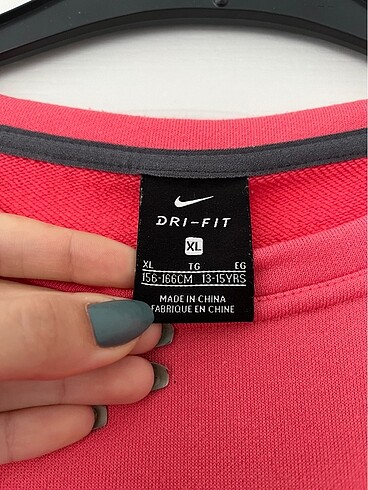 DRI-FIT
XL
XL TG EG
156-166CM 13-15YRS
MADE IN CHINA
FABRIQUE EN CHINE